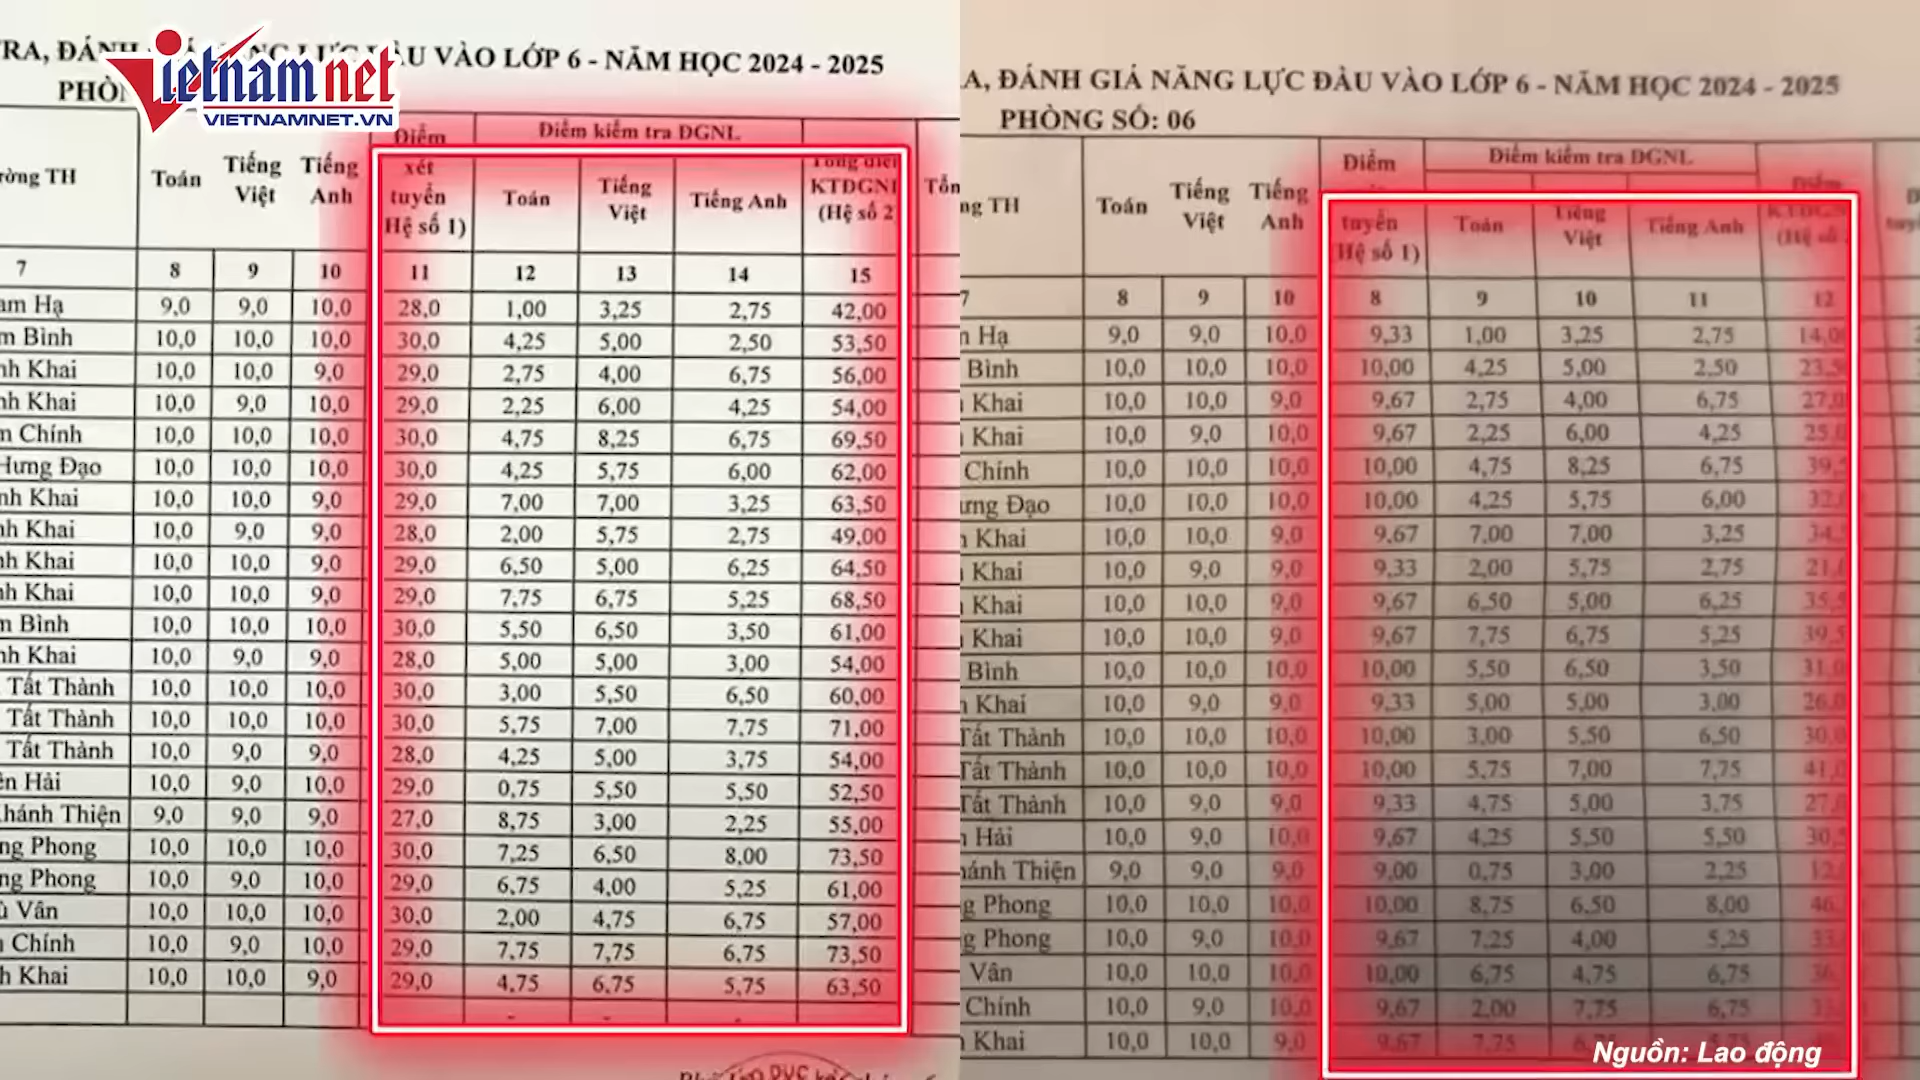 Vietnamnet
VIETNAMNET.VN
TRA, ĐÁNH LỰC ĐẦU VÀO LỚP 6 - NĂM HỌC 2024 - 2025
Điểm kiểm tra ĐGNL
ường TH Toán Tiếng Việt Tiếng Anh Điểm xét tuyển Hệ số 1) Toán Tiếng Việt Tiếng Anh KTĐGNL (Hệ số 2
7 8 9 10 11 12 13 14 15
am Hạ 9,0 9,0 10,0 28,0 1,00 3,25 2,75 42,00
m Bình 10,0 10,0 10,0 30,0 4,25 5,00 2,50 53,50
nh Khai 10,0 10,0 9,0 29,0 2,75 4,00 6,75 56,00
nh Khai 10,0 9,0 10,0 29,0 2,25 6,00 4,25 54,00
m Chính 10,0 10,0 10,0 30,0 4,75 8,25 6,75 69,50
Hưng Đạo 10,0 10,0 10,0 30,0 4,25 5,75 6,00 62,00
nh Khai 10,0 10,0 9,0 29,0 7,00 7,00 3,25 63,50
nh Khai 10,0 9,0 9,0 28,0 2,00 5,75 2,75 49,00
nh Khai 10,0 10,0 9,0 29,0 6,50 5,00 6,25 64,50
nh Khai 10,0 10,0 9,0 29,0 7,75 6,75 5,25 68,50
m Bình 10,0 10,0 10,0 30,0 5,50 6,50 3,50 61,00
nh Khai 10,0 9,0 9,0 28,0 5,00 5,00 3,00 54,00
Tất Thành 10,0 10,0 10,0 30,0 3,00 5,50 6,50 60,00
Tất Thành 10,0 10,0 10,0 30,0 5,75 7,00 7,75 71,00
Tất Thành 10,0 9,0 9,0 28,0 4,25 5,00 3,75 54,00
ên Hải 10,0 9,0 10,0 29,0 0,75 5,50 5,50 52,50
hánh Thiện 9,0 9,0 9,0 27,0 8,75 3,00 2,25 55,00
ng Phong 10,0 10,0 10,0 30,0 7,25 6,50 8,00 73,50
ng Phong 10,0 9,0 10,0 29,0 6,75 4,00 5,25 61,00
ù Vân 10,0 10,0 10,0 30,0 2,00 4,75 6,75 57,00
n Chính 10,0 9,0 10,0 29,0 7,75 7,75 6,75 73,50
h Khai 10,0 10,0 9,0 29,0 4,75 6,75 5,75 63,50
A, ĐÁNH GIÁ NĂNG LỰC ĐẦU VÀO LỚP 6 - NĂM HỌC 2024 - 2025
PHÒNG SỐ: 06
Điểm kiểm tra ĐGNL
ng TH Toán Tiếng Việt Tiếng Anh Điểm tuyển Hệ số 1) Toán Tiếng Việt Tiếng Anh
7 8 9 10 8 9 10 11 12
n Hạ 9,0 9,0 10,0 9,33 1,00 3,25 2,75
Bình 10,0 10,0 10,0 10,00 4,25 5,00 2,50
Khai 10,0 10,0 9,0 9,67 2,75 4,00 6,75
Khai 10,0 9,0 10,0 9,67 2,25 6,00 4,25
Chính 10,0 10,0 10,0 10,00 4,75 8,25 6,75
ưng Đạo 10,0 10,0 10,0 10,00 4,25 5,75 6,00
Khai 10,0 10,0 9,0 9,67 7,00 7,00 3,25
Khai 10,0 9,0 9,0 9,33 2,00 5,75 2,75
Khai 10,0 10,0 9,0 9,67 6,50 5,00 6,25
Khai 10,0 10,0 9,0 9,67 7,75 6,75 5,25
Bình 10,0 10,0 10,0 10,00 5,50 6,50 3,50
Khai 10,0 9,0 9,0 9,33 5,00 5,00 3,00
Tất Thành 10,0 10,0 10,0 10,00 3,00 5,50 6,50
Tất Thành 10,0 10,0 10,0 10,00 5,75 7,00 7,75
Tất Thành 10,0 9,0 9,0 9,33 4,75 5,00 3,75
n Hải 10,0 9,0 10,0 9,67 4,25 5,50 5,50
hánh Thiện 9,0 9,0 9,0 9,00 0,75 3,00 2,25
g Phong 10,0 10,0 10,0 10,00 8,75 6,50 8,00
g Phong 10,0 9,0 10,0 9,67 7,25 4,00 5,25
Vân 10,0 10,0 10,0 10,00 6,75 4,75 6,75
Chính 10,0 9,0 10,0 9,67 2,00 7,75 6,75
Khai 10,0 10,0 9,0 9,67 7,75
Nguồn: Lao động